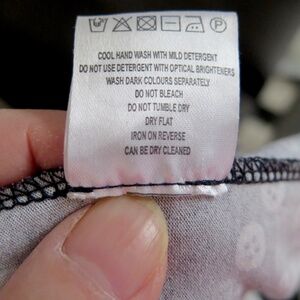 COOL HAND WASH WITH MILD DETERGENT
DO NOT USE DETERGENT WITH OPTICAL BRIGHTENERS
WASH DARK COLOURS SEPARATELY
DO NOT BLEACH
DO NOT TUMBLE DRY
DRY FLAT
IRON ON REVERSE
CAN BE DRY CLEANED